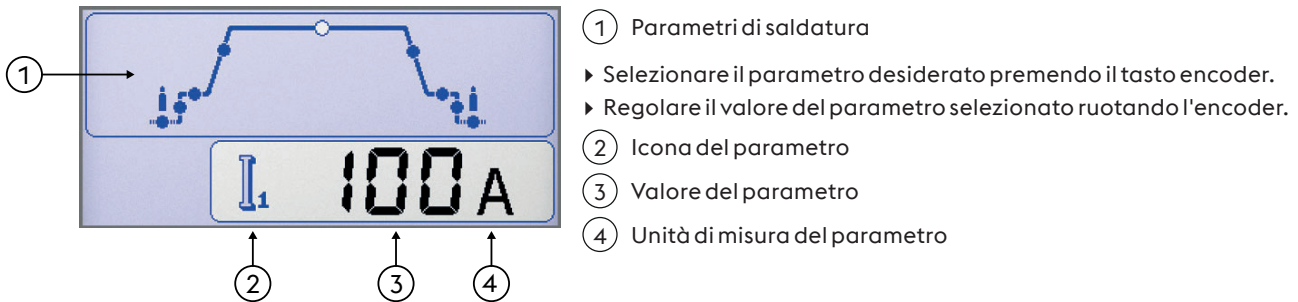 1 Parametri di saldatura
1
▸ Selezionare il parametro desiderato premendo il tasto encoder.
▸ Regolare il valore del parametro selezionato ruotando l'encoder.
2 Icona del parametro
I1 100 A
3 Valore del parametro
4 Unità di misura del parametro
2 3 4